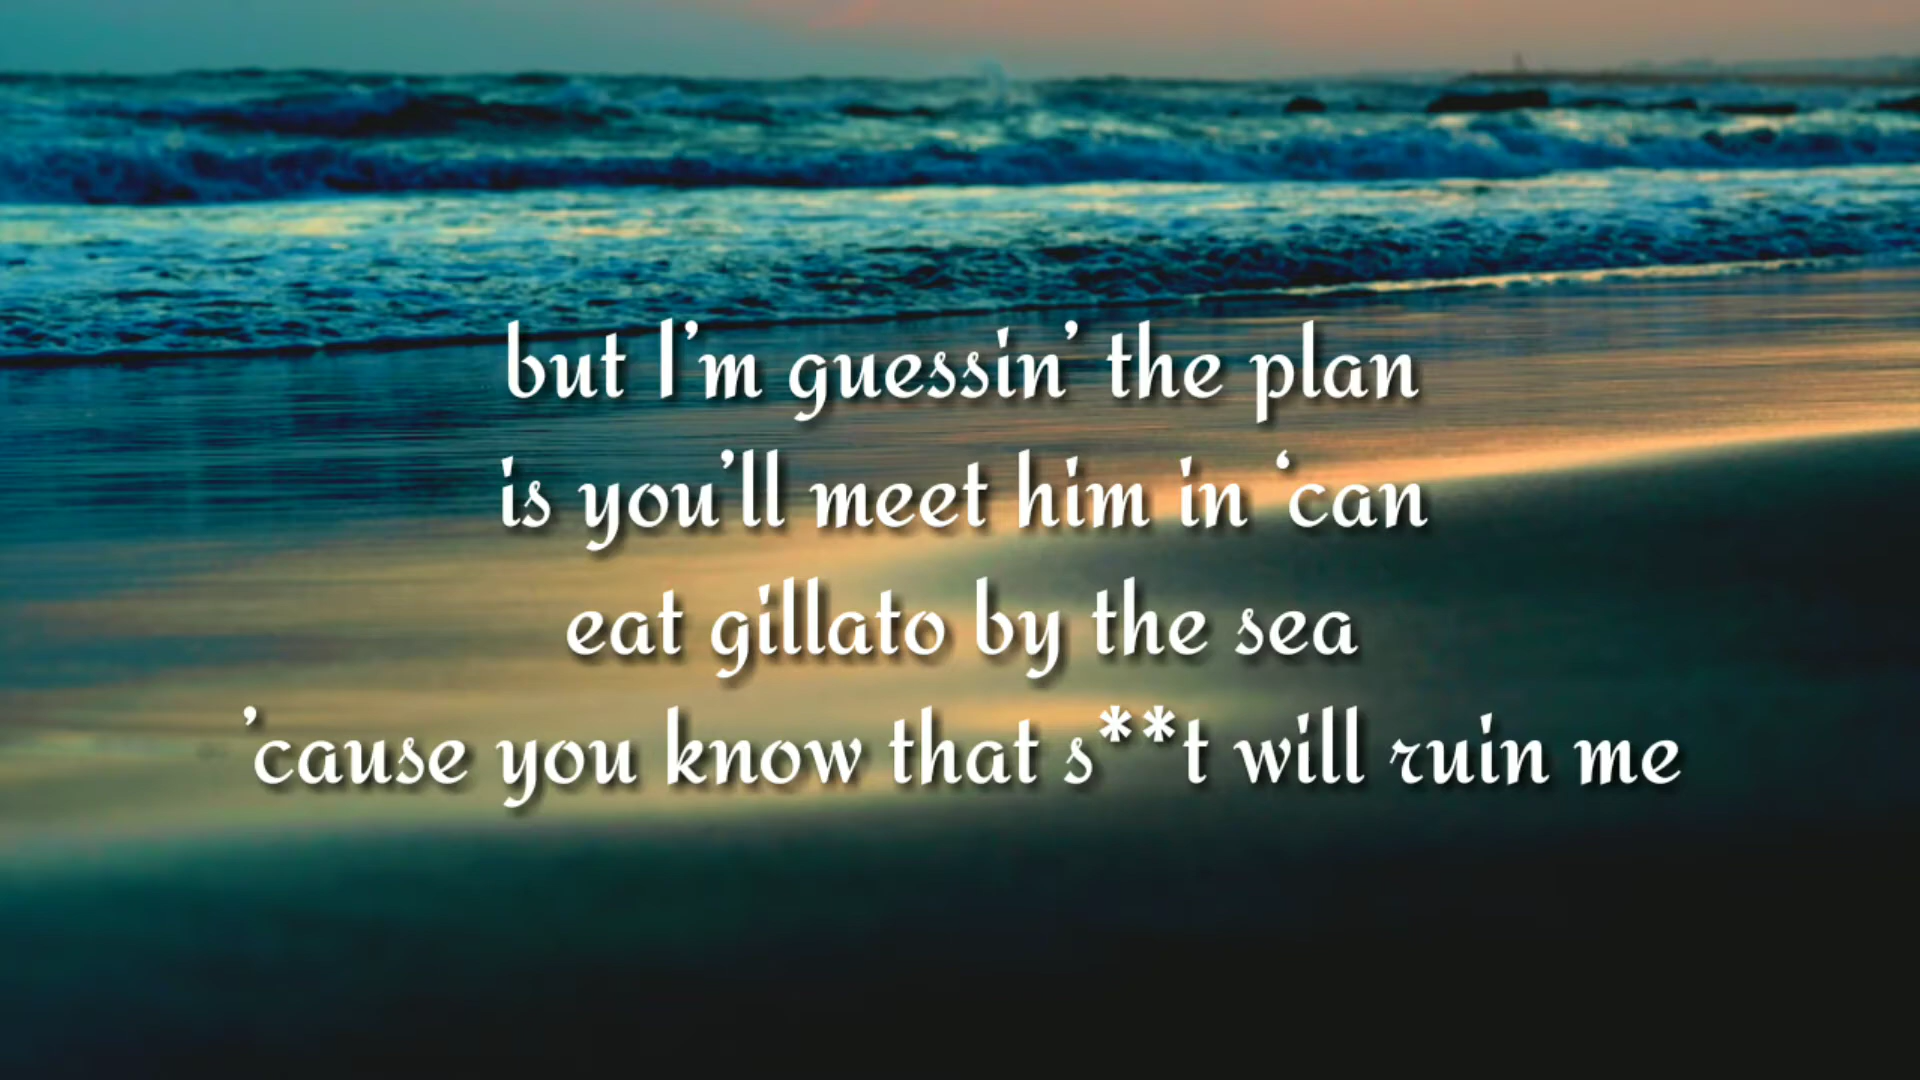 but I’m guessin’ the plan
is you’ll meet him in ‘can
eat gillato by the sea
’cause you know that s**t will ruin me